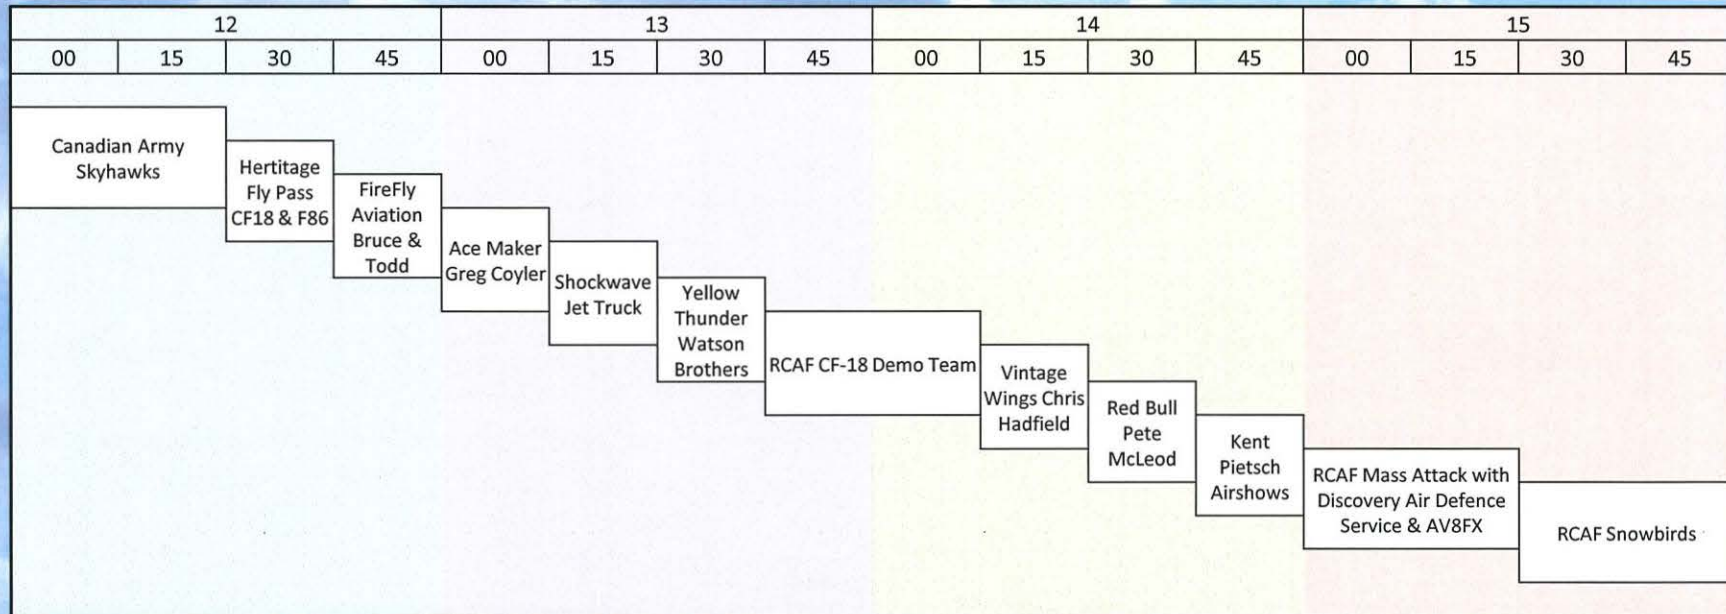 12 13 14 15
00 15 30 45 00 15 30 45 00 15 30 45 00 15 30 45
Canadian Army
Skyhawks
Hertitage
Fly Pass
CF18 & F86
FireFly
Aviation
Bruce &
Todd
Ace Maker
Greg Coyler
Shockwave
Jet Truck
Yellow
Thunder
Watson
Brothers
RCAF CF-18 Demo Team
Vintage
Wings Chris
Hadfield
Red Bull
Pete
McLeod
Kent
Pietsch
Airshows
RCAF Mass Attack with
Discovery Air Defence
Service & AV8FX
RCAF Snowbirds